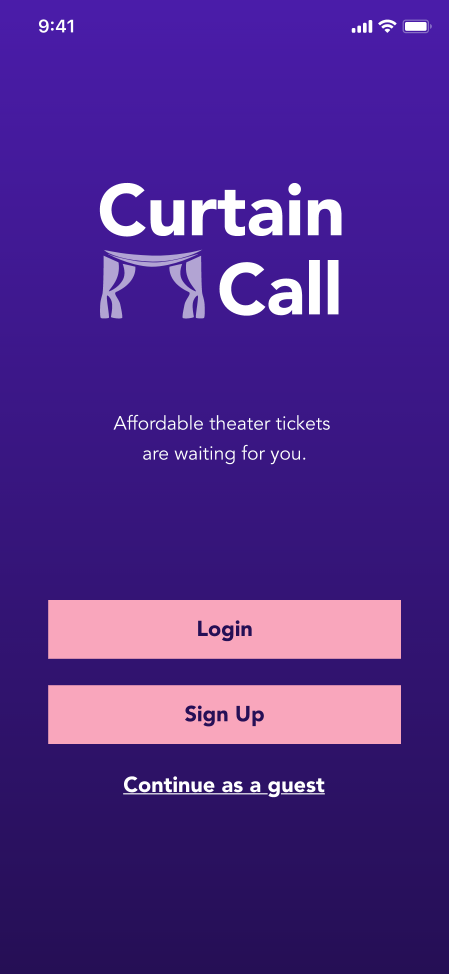 9:41
Curtain
Call
Affordable theater tickets
are waiting for you.
Login
Sign Up
Continue as a guest